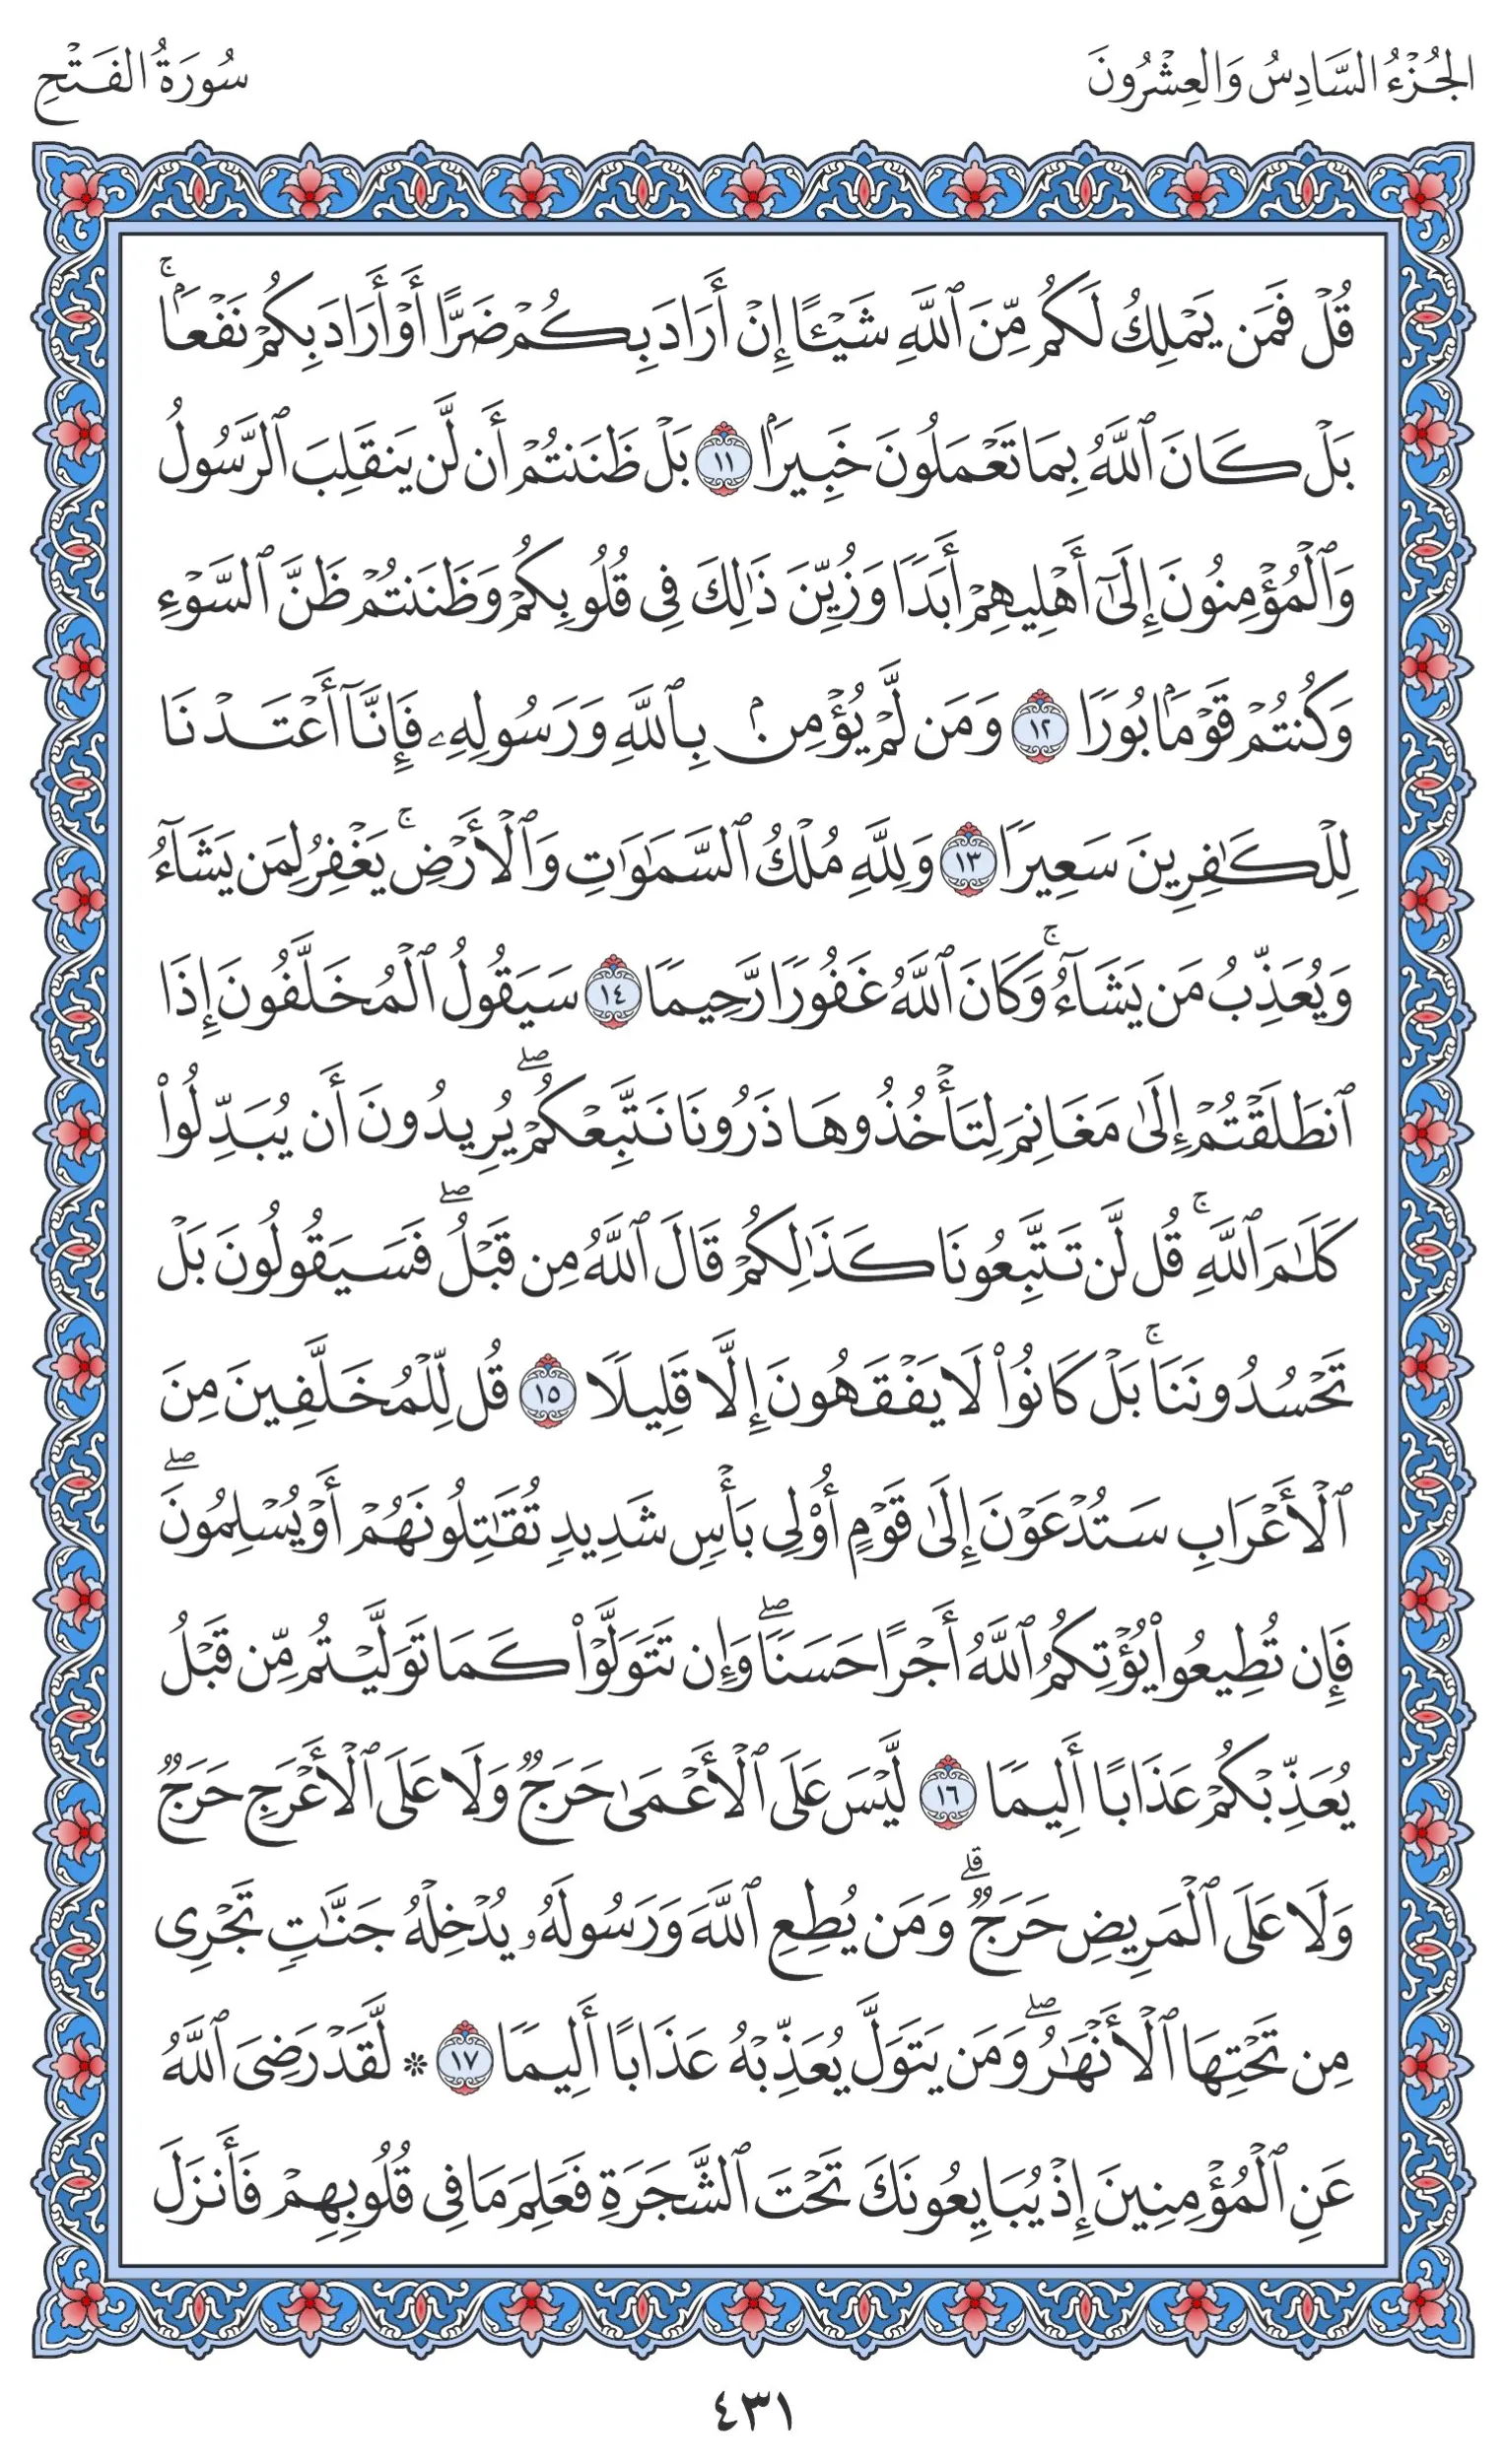 الجُزْءُ السَّادِسُ وَالعِشْرُونَ
سُورَةُ الفَتْحِ
قُلْ فَمَن يَمْلِكُ لَكُم مِّنَ ٱللَّهِ شَيْـًٔا إِنْ أَرَادَ بِكُمْ ضَرًّا أَوْ أَرَادَ بِكُمْ نَفْعَۢاۚ
بَلْ كَانَ ٱللَّهُ بِمَا تَعْمَلُونَ خَبِيرَۢا ١١ بَلْ ظَنَنتُمْ أَن لَّن يَنقَلِبَ ٱلرَّسُولُ
وَٱلْمُؤْمِنُونَ إِلَىٰٓ أَهْلِيهِمْ أَبَدًا وَزُيِّنَ ذَٰلِكَ فِى قُلُوبِكُمْ وَظَنَنتُمْ ظَنَّ ٱلسَّوْءِ
وَكُنتُمْ قَوْمَۢا بُورًا ١٢ وَمَن لَّمْ يُؤْمِنۢ بِٱللَّهِ وَرَسُولِهِۦ فَإِنَّآ أَعْتَدْنَا
لِلْكَـٰفِرِينَ سَعِيرًا ١٣ وَلِلَّهِ مُلْكُ ٱلسَّمَـٰوَٰتِ وَٱلْأَرْضِۚ يَغْفِرُ لِمَن يَشَآءُ
وَيُعَذِّبُ مَن يَشَآءُۚ وَكَانَ ٱللَّهُ غَفُورًا رَّحِيمًا ١٤ سَيَقُولُ ٱلْمُخَلَّفُونَ إِذَا
ٱنطَلَقْتُمْ إِلَىٰ مَغَانِمَ لِتَأْخُذُوهَا ذَرُونَا نَتَّبِعْكُمْۖ يُرِيدُونَ أَن يُبَدِّلُوا۟
كَلَـٰمَ ٱللَّهِۚ قُل لَّن تَتَّبِعُونَا كَذَٰلِكُمْ قَالَ ٱللَّهُ مِن قَبْلُۖ فَسَيَقُولُونَ بَلْ
تَحْسُدُونَنَاۚ بَلْ كَانُوا۟ لَا يَفْقَهُونَ إِلَّا قَلِيلًا ١٥ قُل لِّلْمُخَلَّفِينَ مِنَ
ٱلْأَعْرَابِ سَتُدْعَوْنَ إِلَىٰ قَوْمٍ أُو۟لِى بَأْسٍ شَدِيدٍ تُقَـٰتِلُونَهُمْ أَوْ يُسْلِمُونَۖ
فَإِن تُطِيعُوا۟ يُؤْتِكُمُ ٱللَّهُ أَجْرًا حَسَنًاۖ وَإِن تَتَوَلَّوْا۟ كَمَا تَوَلَّيْتُم مِّن قَبْلُ
يُعَذِّبْكُمْ عَذَابًا أَلِيمًا ١٦ لَّيْسَ عَلَى ٱلْأَعْمَىٰ حَرَجٌ وَلَا عَلَى ٱلْأَعْرَجِ حَرَجٌ
وَلَا عَلَى ٱلْمَرِيضِ حَرَجٌۗ وَمَن يُطِعِ ٱللَّهَ وَرَسُولَهُۥ يُدْخِلْهُ جَنَّـٰتٍ تَجْرِى
مِن تَحْتِهَا ٱلْأَنْهَـٰرُۖ وَمَن يَتَوَلَّ يُعَذِّبْهُ عَذَابًا أَلِيمًا ١٧ * لَّقَدْ رَضِىَ ٱللَّهُ
عَنِ ٱلْمُؤْمِنِينَ إِذْ يُبَايِعُونَكَ تَحْتَ ٱلشَّجَرَةِ فَعَلِمَ مَا فِى قُلُوبِهِمْ فَأَنزَلَ
٤٣١